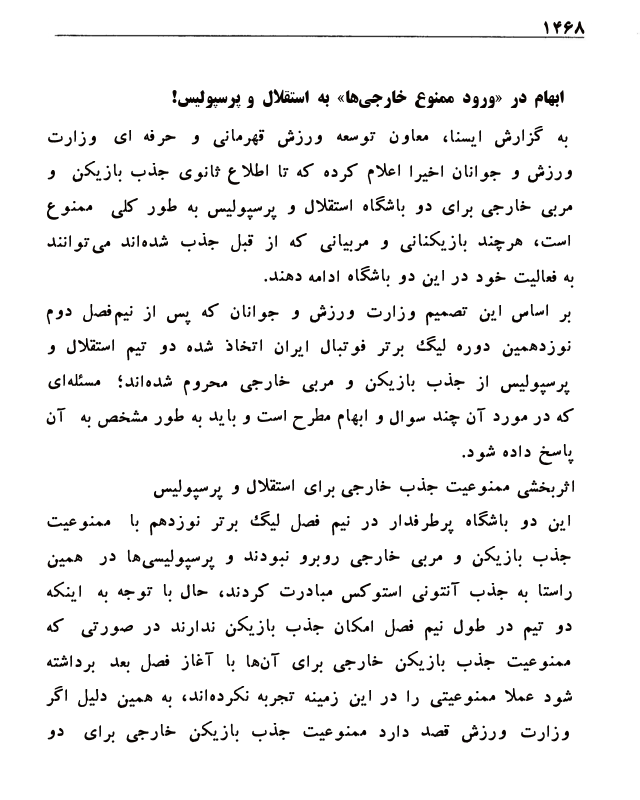 ۱۴۶۸
ابهام در «ورود ممنوع خارجی‌ها» به استقلال و پرسپولیس!
به گزارش ایسنا، معاون توسعه ورزش قهرمانی و حرفه ای وزارت
ورزش و جوانان اخیرا اعلام کرده که تا اطلاع ثانوی جذب بازیکن و
مربی خارجی برای دو باشگاه استقلال و پرسپولیس به طور کلی ممنوع
است، هرچند بازیکنانی و مربیانی که از قبل جذب شده‌اند می‌توانند
به فعالیت خود در این دو باشگاه ادامه دهند.
بر اساس این تصمیم وزارت ورزش و جوانان که پس از نیم‌فصل دوم
نوزدهمین دوره لیگ برتر فوتبال ایران اتخاذ شده دو تیم استقلال و
پرسپولیس از جذب بازیکن و مربی خارجی محروم شده‌اند؛ مسئله‌ای
که در مورد آن چند سوال و ابهام مطرح است و باید به طور مشخص به آن
پاسخ داده شود.
اثربخشی ممنوعیت جذب خارجی برای استقلال و پرسپولیس
این دو باشگاه پرطرفدار در نیم فصل لیگ برتر نوزدهم با ممنوعیت
جذب بازیکن و مربی خارجی روبرو نبودند و پرسپولیسی‌ها در همین
راستا به جذب آنتونی استوکس مبادرت کردند، حال با توجه به اینکه
دو تیم در طول نیم فصل امکان جذب بازیکن ندارند در صورتی که
ممنوعیت جذب بازیکن خارجی برای آن‌ها با آغاز فصل بعد برداشته
شود عملا ممنوعیتی را در این زمینه تجربه نکرده‌اند، به همین دلیل اگر
وزارت ورزش قصد دارد ممنوعیت جذب بازیکن خارجی برای دو